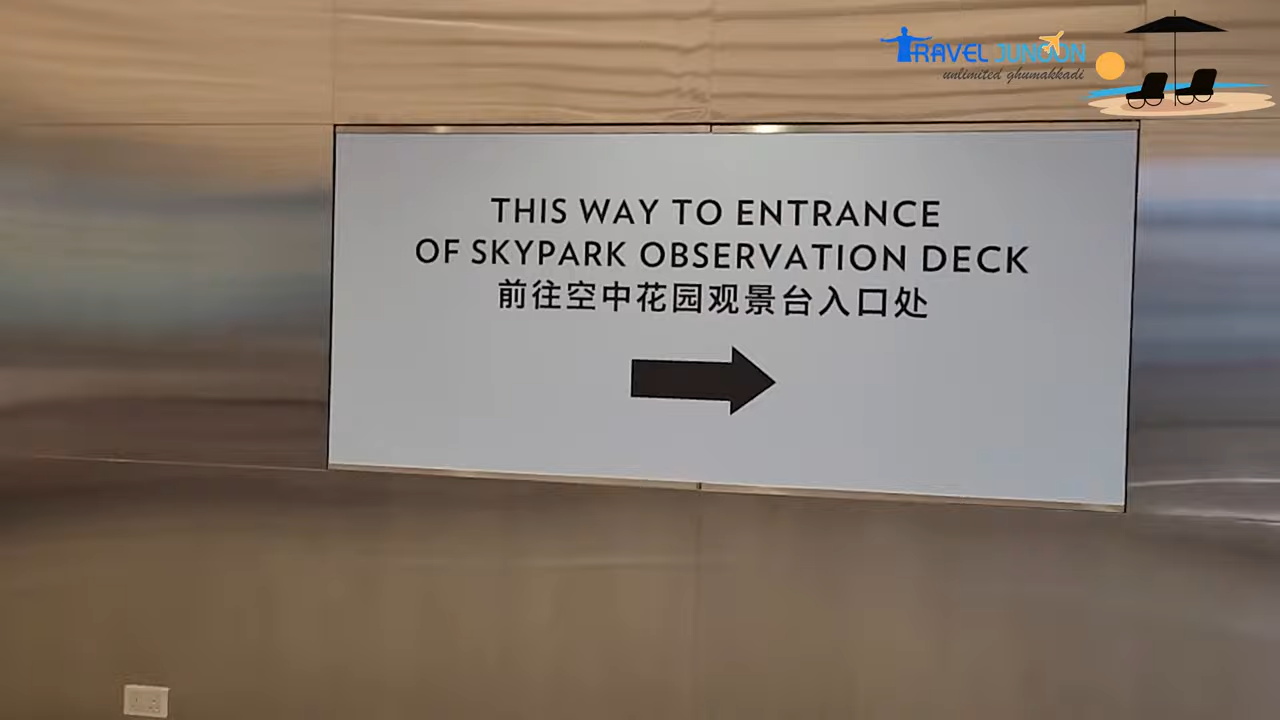 TRAVEL JUNOON
unlimited ghumakkadi
THIS WAY TO ENTRANCE
OF SKYPARK OBSERVATION DECK
前往空中花园观景台入口处